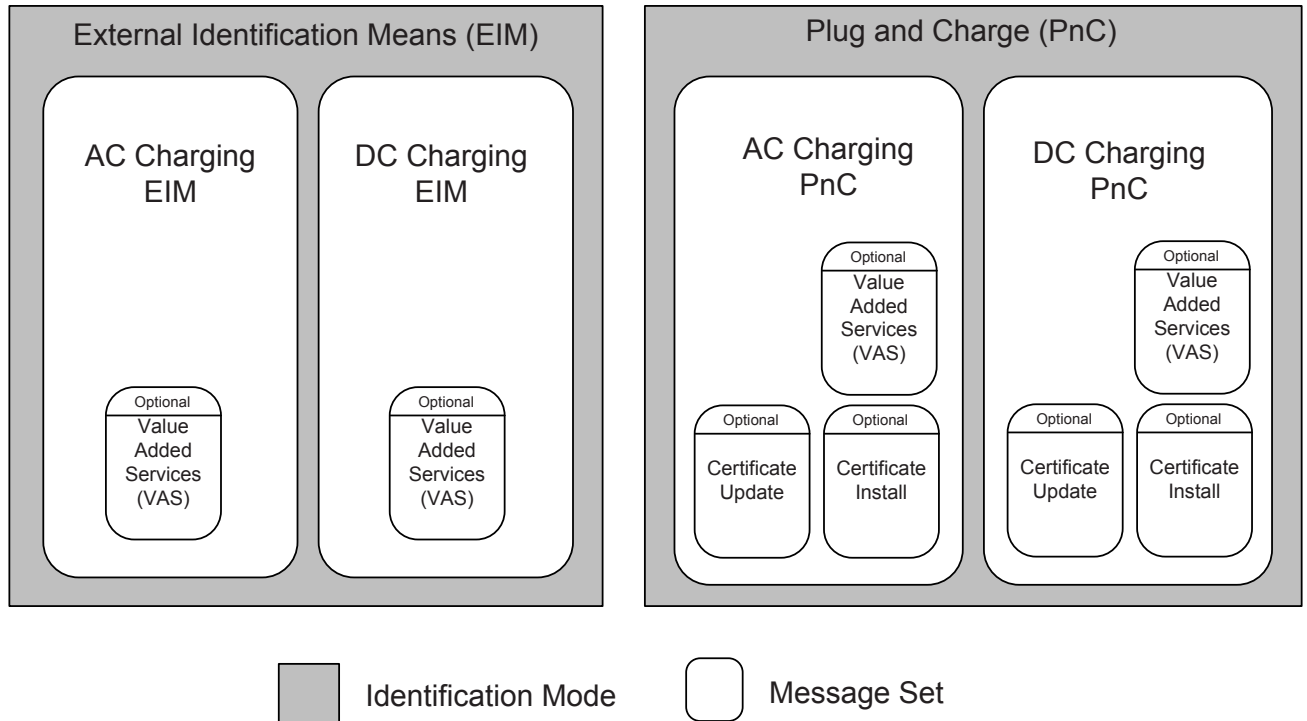 External Identification Means (EIM)
AC Charging
EIM
Optional
Value
Added
Services
(VAS)
DC Charging
EIM
Optional
Value
Added
Services
(VAS)
Plug and Charge (PnC)
AC Charging
PnC
Optional
Value
Added
Services
(VAS)
Optional
Certificate
Update
Optional
Certificate
Install
DC Charging
PnC
Optional
Value
Added
Services
(VAS)
Optional
Certificate
Update
Optional
Certificate
Install
Identification Mode
Message Set